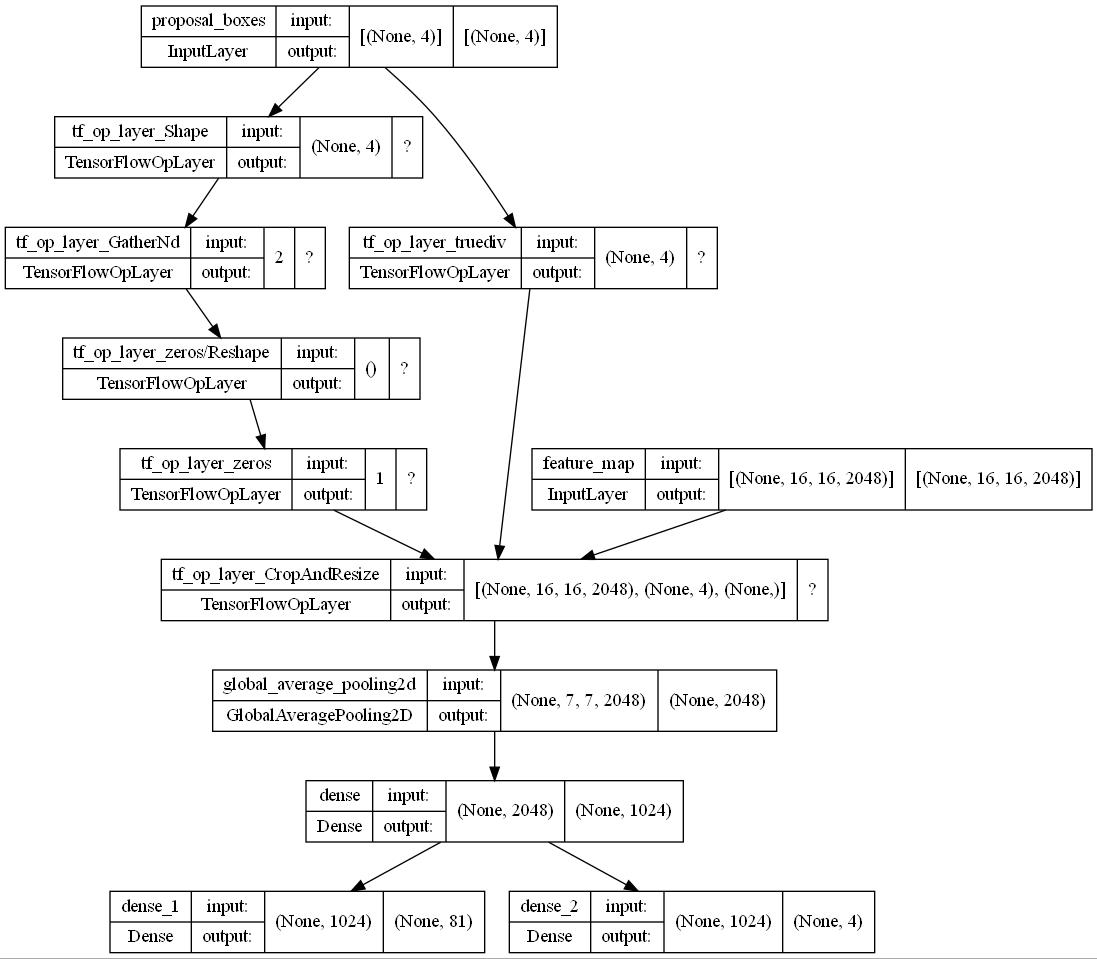 proposal_boxes input: [(None, 4)] [(None, 4)]
InputLayer output:
tf_op_layer_Shape input: (None, 4) ?
TensorFlowOpLayer output:
tf_op_layer_GatherNd input: 2 ?
TensorFlowOpLayer output:
tf_op_layer_truediv input: (None, 4) ?
TensorFlowOpLayer output:
tf_op_layer_zeros/Reshape input: () ?
TensorFlowOpLayer output:
tf_op_layer_zeros input: 1 ?
TensorFlowOpLayer output:
feature_map input: [(None, 16, 16, 2048)] [(None, 16, 16, 2048)]
InputLayer output:
tf_op_layer_CropAndResize input: [(None, 16, 16, 2048), (None, 4), (None,)] ?
TensorFlowOpLayer output:
global_average_pooling2d input: (None, 7, 7, 2048) (None, 2048)
GlobalAveragePooling2D output:
dense input: (None, 2048) (None, 1024)
Dense output:
dense_1 input: (None, 1024) (None, 81)
Dense output:
dense_2 input: (None, 1024) (None, 4)
Dense output: